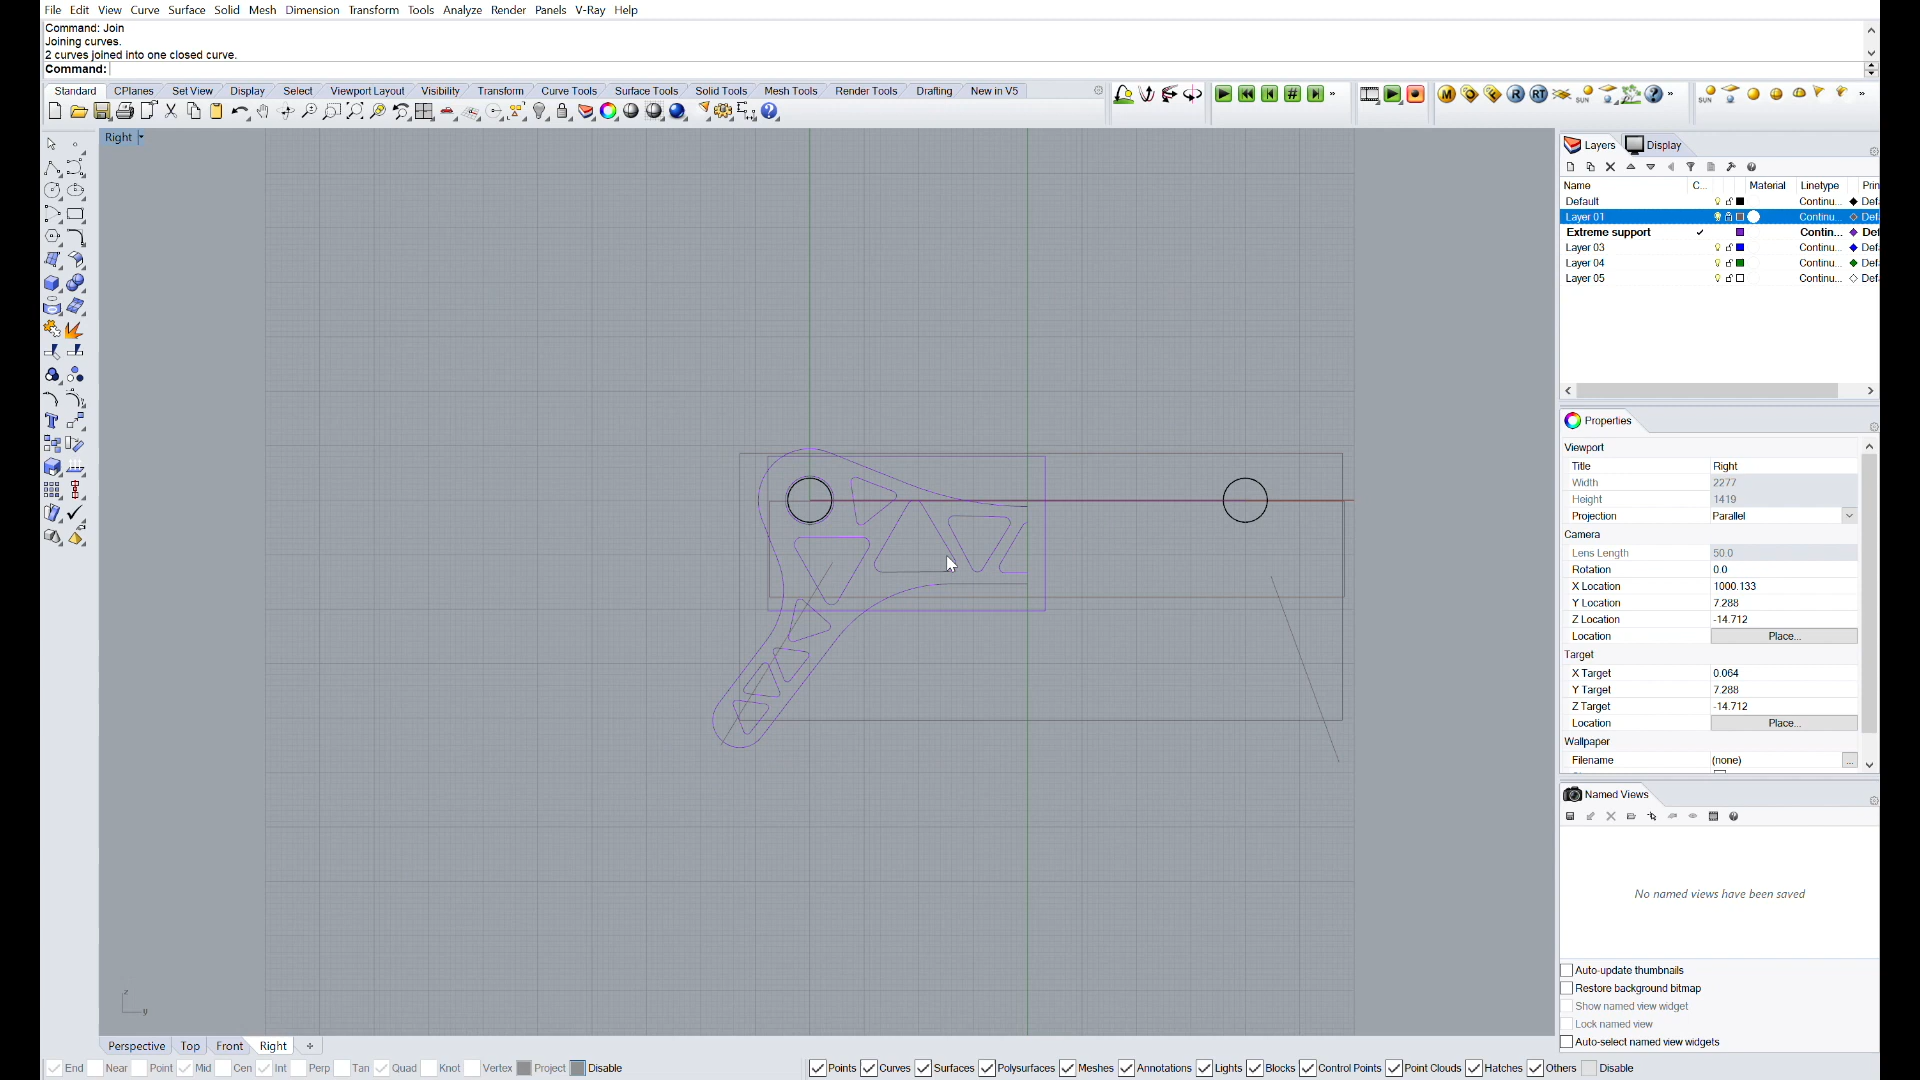 File Edit View Curve Surface Solid Mesh Dimension Transform Tools Analyze Render Panels V-Ray Help
Command: Join
Joining curves.
2 curves joined into one closed curve.
Command:
Standard CPlanes Set View Display Select Viewport Layout Visibility Transform Curve Tools Surface Tools Solid Tools Mesh Tools Render Tools Drafting New in V5
Right
Layers Display
Name C... Material Linetype Prin
Default Continu... Def
Layer 01 Continu... Def
Extreme support Contin... Def
Layer 03 Continu... Def
Layer 04 Continu... Def
Layer 05 Continu... Def
Properties
Viewport
Title Right
Width 2277
Height 1419
Projection Parallel
Camera
Lens Length 50.0
Rotation 0.0
X Location 1000.133
Y Location 7.288
Z Location -14.712
Location Place...
Target
X Target 0.064
Y Target 7.288
Z Target -14.712
Location Place...
Wallpaper
Filename (none) ...
Named Views
No named views have been saved
Auto-update thumbnails
Restore background bitmap
Show named view widget
Lock named view
Auto-select named view widgets
z
y
Perspective Top Front Right
End Near Point Mid Cen Int Perp Tan Quad Knot Vertex Project Disable
Points Curves Surfaces Polysurfaces Meshes Annotations Lights Blocks Control Points Point Clouds Hatches Others Disable